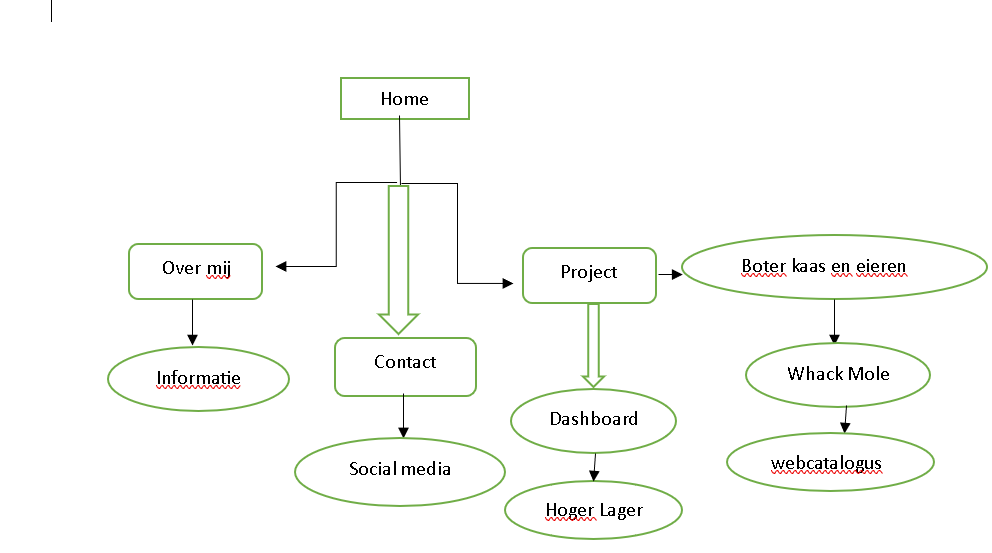 Home
Over mij
Project
Boter kaas en eieren
Contact
Informatie
Whack Mole
Dashboard
Social media
webcatalogus
Hoger Lager